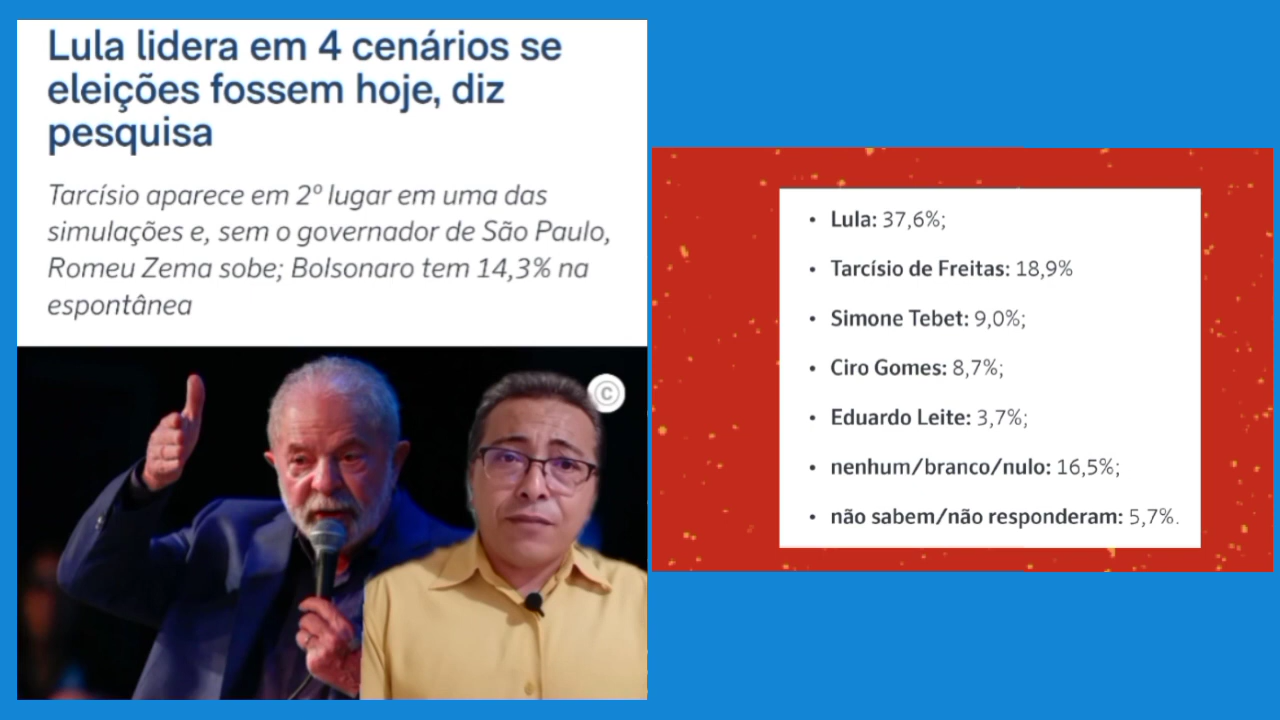 Lula lidera em 4 cenários se
eleições fossem hoje, diz
pesquisa
Tarcísio aparece em 2º lugar em uma das
simulações e, sem o governador de São Paulo,
Romeu Zema sobe; Bolsonaro tem 14,3% na
espontânea
©
• Lula: 37,6%;
• Tarcísio de Freitas: 18,9%
• Simone Tebet: 9,0%;
• Ciro Gomes: 8,7%;
• Eduardo Leite: 3,7%;
• nenhum/branco/nulo: 16,5%;
• não sabem/não responderam: 5,7%.